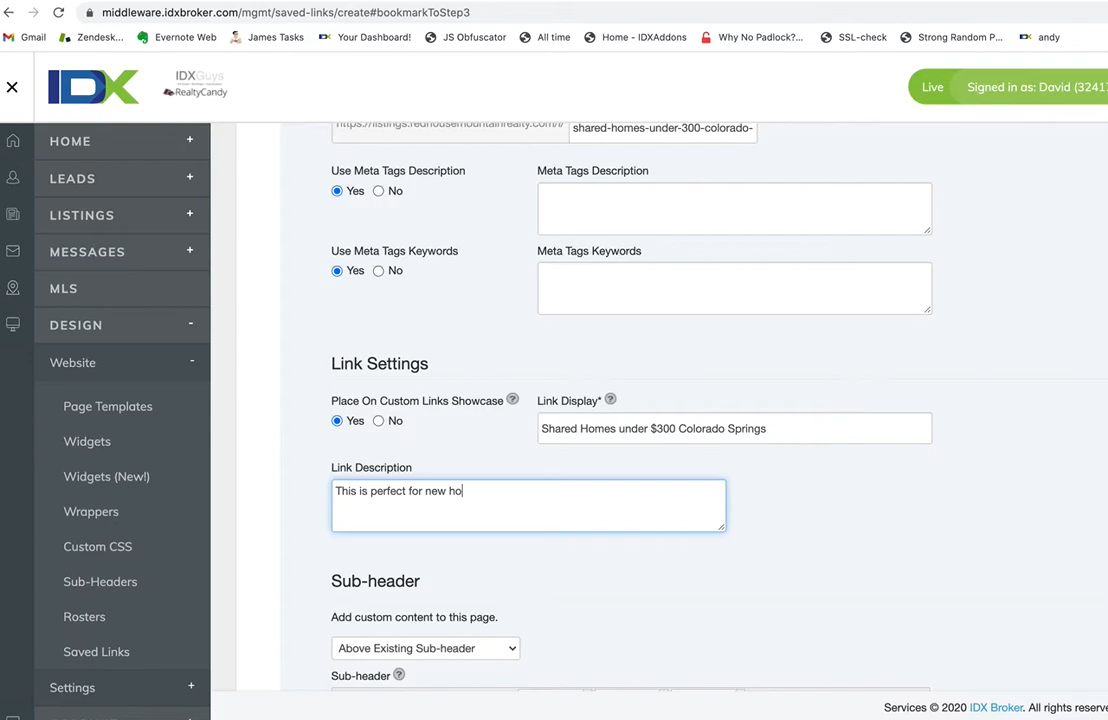 middleware.idxbroker.com/mgmt/saved-links/create#bookmarkToStep3
Gmail Zendesk... Evernote Web James Tasks Your Dashboard! JS Obfuscator All time Home - IDXAddons Why No Padlock?... SSL-check Strong Random P... andy
IDX
IDXGuys
RealtyCandy
Live Signed in as: David (32417
HOME +
LEADS +
LISTINGS +
MESSAGES +
MLS
DESIGN -
Website -
Page Templates
Widgets
Widgets (New!)
Wrappers
Custom CSS
Sub-Headers
Rosters
Saved Links
Settings +
https://listings.redhousemountainrealty.com/i/ shared-homes-under-300-colorado-
Use Meta Tags Description Meta Tags Description
Yes No
Use Meta Tags Keywords Meta Tags Keywords
Yes No
Link Settings
Place On Custom Links Showcase ? Link Display* ?
Yes No Shared Homes under $300 Colorado Springs
Link Description
This is perfect for new ho
Sub-header
Add custom content to this page.
Above Existing Sub-header
Sub-header ?
Services © 2020 IDX Broker. All rights reserve